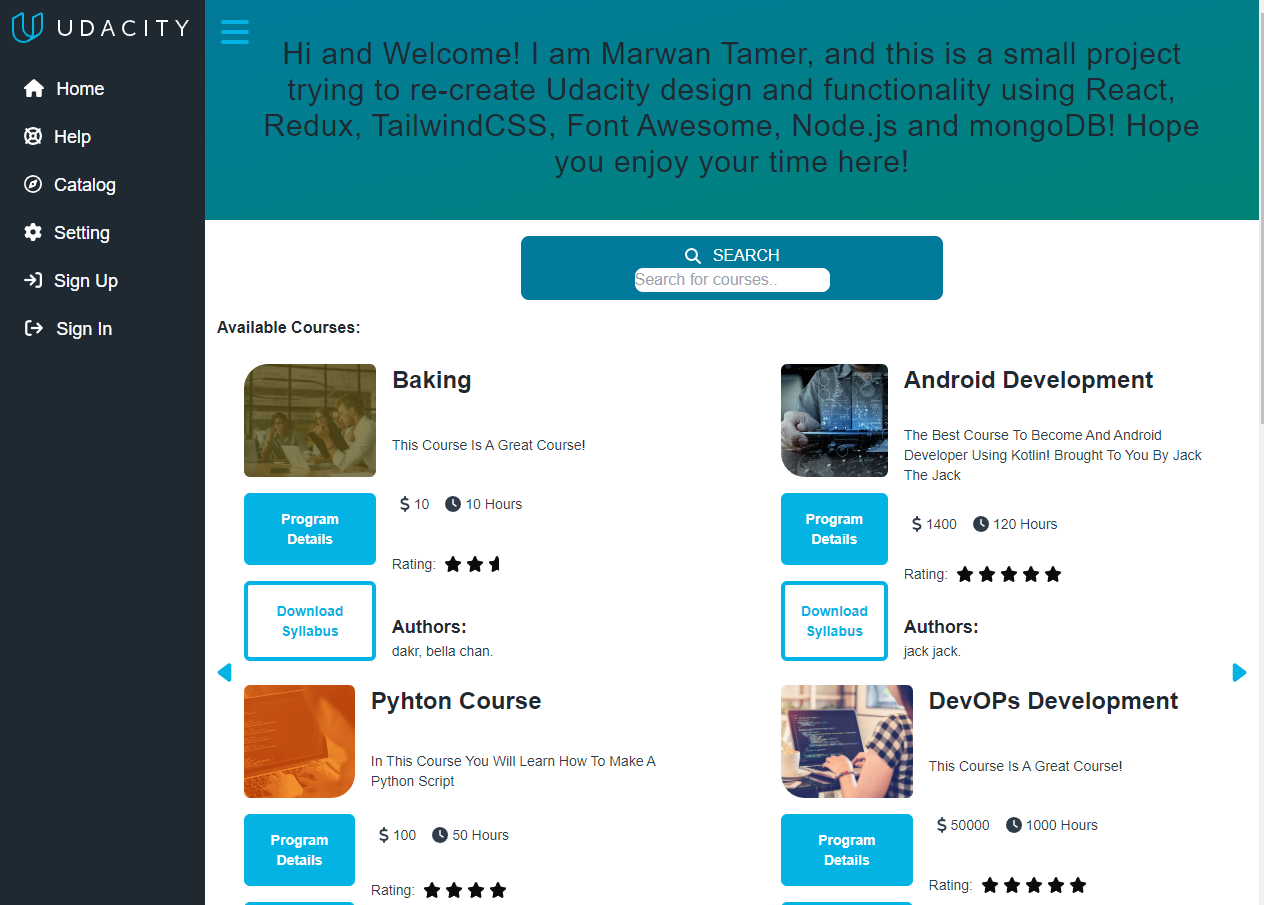 UDACITY
Home
Help
Catalog
Setting
Sign Up
Sign In
Hi and Welcome! I am Marwan Tamer, and this is a small project
trying to re-create Udacity design and functionality using React,
Redux, TailwindCSS, Font Awesome, Node.js and mongoDB! Hope
you enjoy your time here!
SEARCH
Search for courses..
Available Courses:
Baking
This Course Is A Great Course!
$ 10 10 Hours
Program
Details
Rating:
Download
Syllabus
Authors:
dakr, bella chan.
Android Development
The Best Course To Become And Android
Developer Using Kotlin! Brought To You By Jack
The Jack
Program
Details
$ 1400 120 Hours
Rating:
Download
Syllabus
Authors:
jack jack.
Pyhton Course
In This Course You Will Learn How To Make A
Python Script
$ 100 50 Hours
Program
Details
Rating:
DevOPs Development
This Course Is A Great Course!
$ 50000 1000 Hours
Program
Details
Rating: